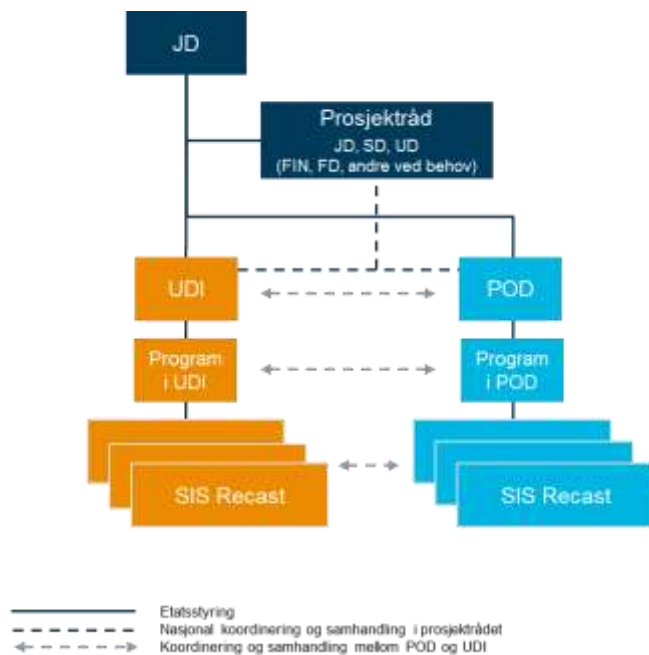 JD
Prosjektråd
JD, SD, UD
(FIN, FD, andre ved behov)
UDI
POD
Program
i UDI
Program
i POD
SIS Recast
SIS Recast
Etatsstyring
Nasjonal koordinering og samhandling i prosjektrådet
Koordinering og samhandling mellom POD og UDI